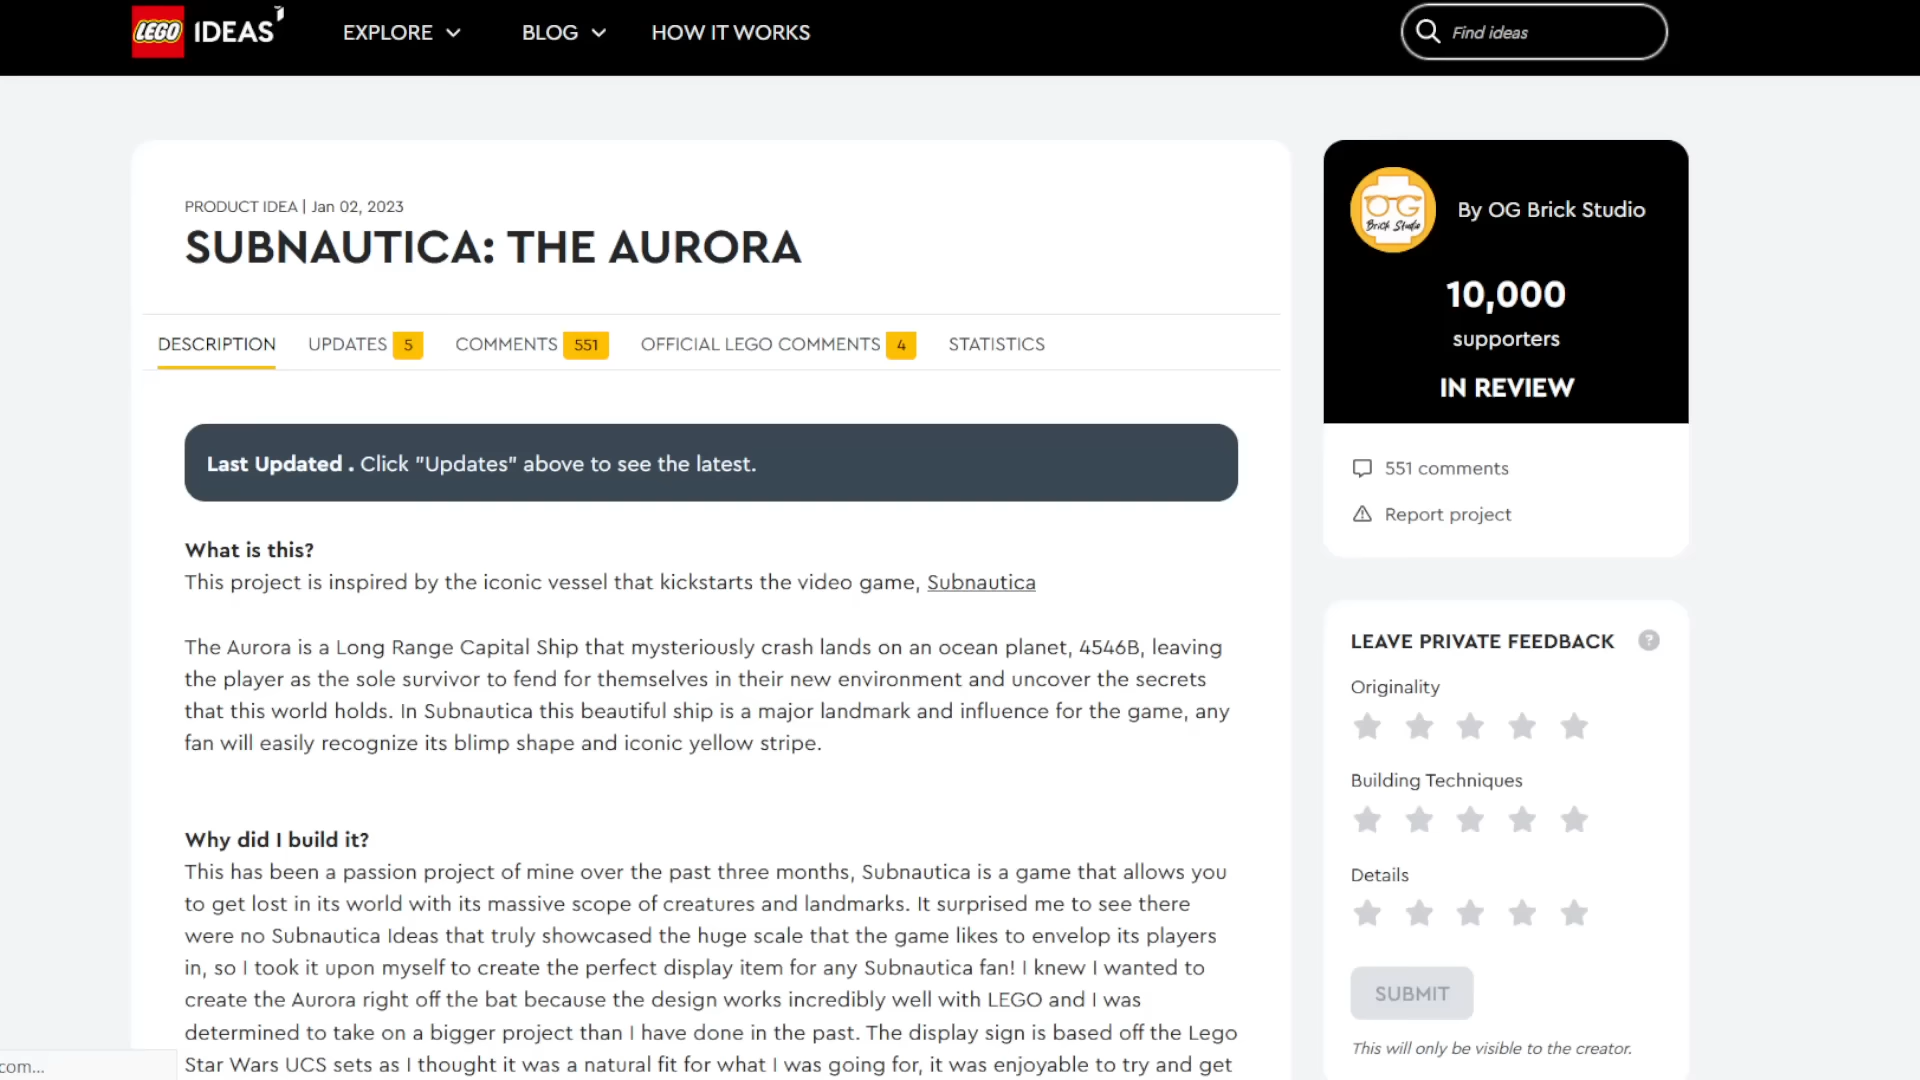 LEGO IDEAS
EXPLORE
BLOG
HOW IT WORKS
Find ideas
PRODUCT IDEA | Jan 02, 2023
SUBNAUTICA: THE AURORA
DESCRIPTION
UPDATES 5
COMMENTS 551
OFFICIAL LEGO COMMENTS 4
STATISTICS
Last Updated . Click "Updates" above to see the latest.
What is this?
This project is inspired by the iconic vessel that kickstarts the video game, Subnautica
The Aurora is a Long Range Capital Ship that mysteriously crash lands on an ocean planet, 4546B, leaving
the player as the sole survivor to fend for themselves in their new environment and uncover the secrets
that this world holds. In Subnautica this beautiful ship is a major landmark and influence for the game, any
fan will easily recognize its blimp shape and iconic yellow stripe.
Why did I build it?
This has been a passion project of mine over the past three months, Subnautica is a game that allows you
to get lost in its world with its massive scope of creatures and landmarks. It surprised me to see there
were no Subnautica Ideas that truly showcased the huge scale that the game likes to envelop its players
in, so I took it upon myself to create the perfect display item for any Subnautica fan! I knew I wanted to
create the Aurora right off the bat because the design works incredibly well with LEGO and I was
determined to take on a bigger project than I have done in the past. The display sign is based off the Lego
Star Wars UCS sets as I thought it was a natural fit for what I was going for, it was enjoyable to try and get
com...
OG
Brick Studio
By OG Brick Studio
10,000
supporters
IN REVIEW
551 comments
Report project
LEAVE PRIVATE FEEDBACK ?
Originality
Building Techniques
Details
SUBMIT
This will only be visible to the creator.